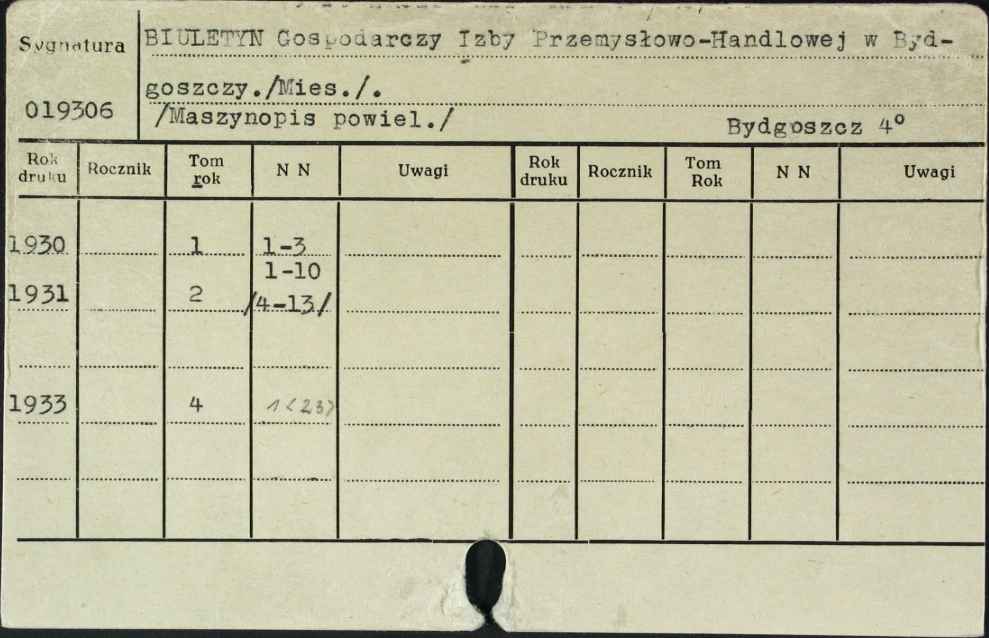 Sygnatura BIULETYN Gospodarczy Izby Przemysłowo-Handlowej w Byd-
goszczy./Mies./.
019306 /Maszynopis powiel./ Bydgoszcz 4°
Rok druku Rocznik Tom rok N N Uwagi Rok druku Rocznik Tom Rok N N Uwagi
1930 1 1-3
1-10
1931 2 /4-13/
1933 4 1<23>